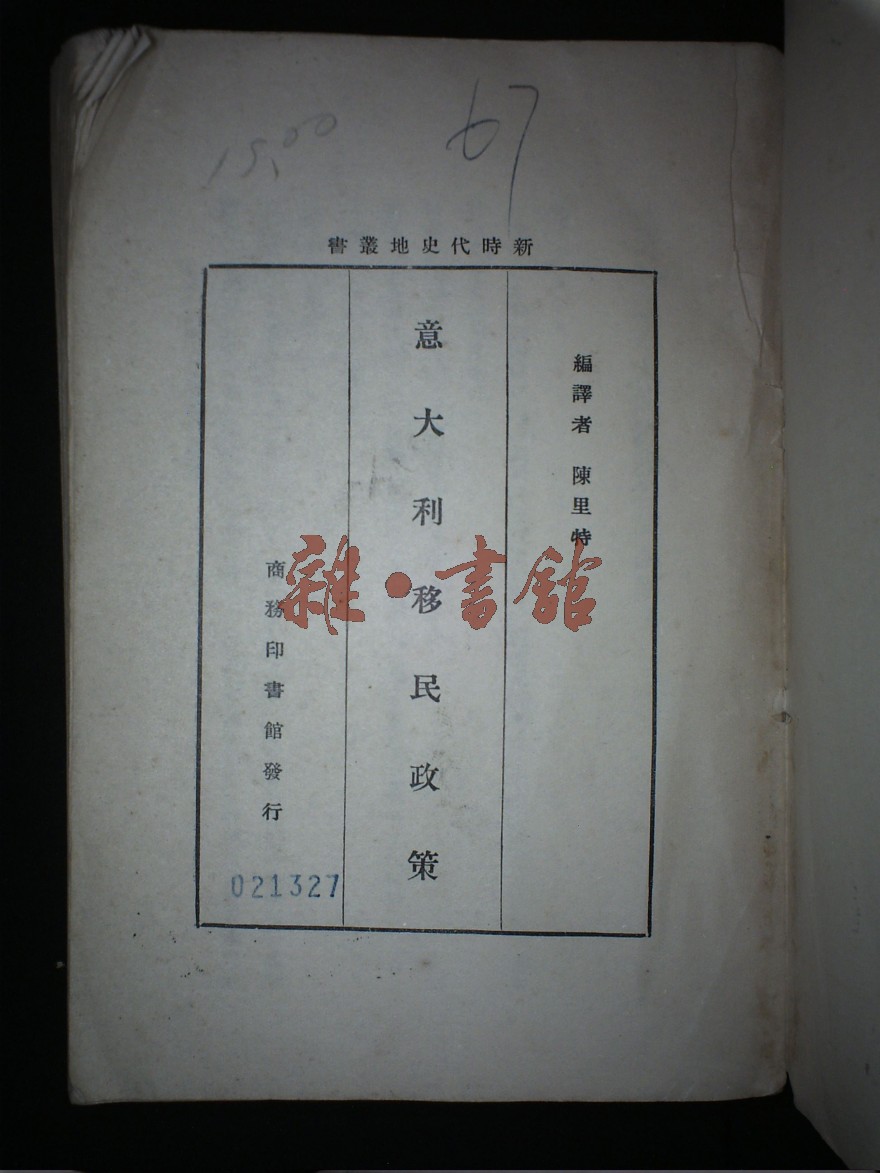 15.00
67
新時代史地叢書
編譯者 陳里特
意大利移民政策
商務印書館發行
021327
雜•書館